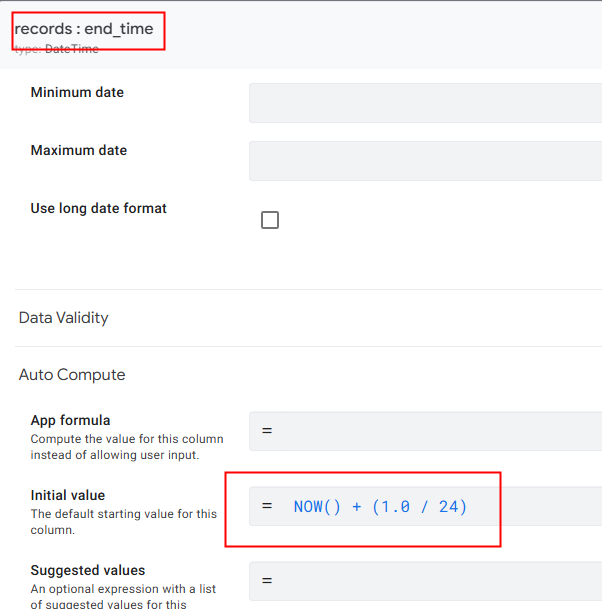 records : end_time
type: DateTime
Minimum date
Maximum date
Use long date format
Data Validity
Auto Compute
App formula
Compute the value for this column
instead of allowing user input.
=
Initial value
The default starting value for this
column.
= NOW() + (1.0 / 24)
Suggested values
An optional expression with a list
of suggested values for this
=